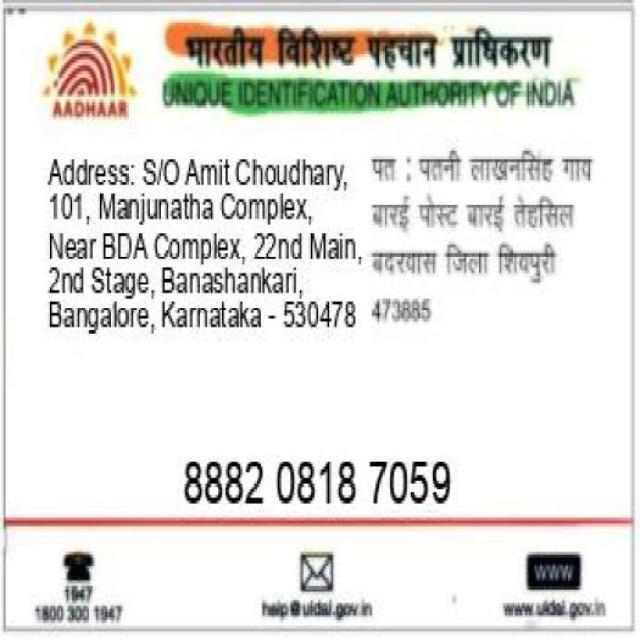 भारतीय विशिष्ट पहचान प्राधिकरण
AADHAAR
UNIQUE IDENTIFICATION AUTHORITY OF INDIA
Address: S/O Amit Choudhary,
101, Manjunatha Complex,
Near BDA Complex, 22nd Main,
2nd Stage, Banashankari,
Bangalore, Karnataka - 530478
पत : पतनी लाखनसिंह गाव
बारई पोस्ट बारई तेहसिल
बदरवास जिला शिवपुरी
473885
8882 0818 7059
1947
1800 300 1947
help@uidai.gov.in
WWW
www.uidai.gov.in